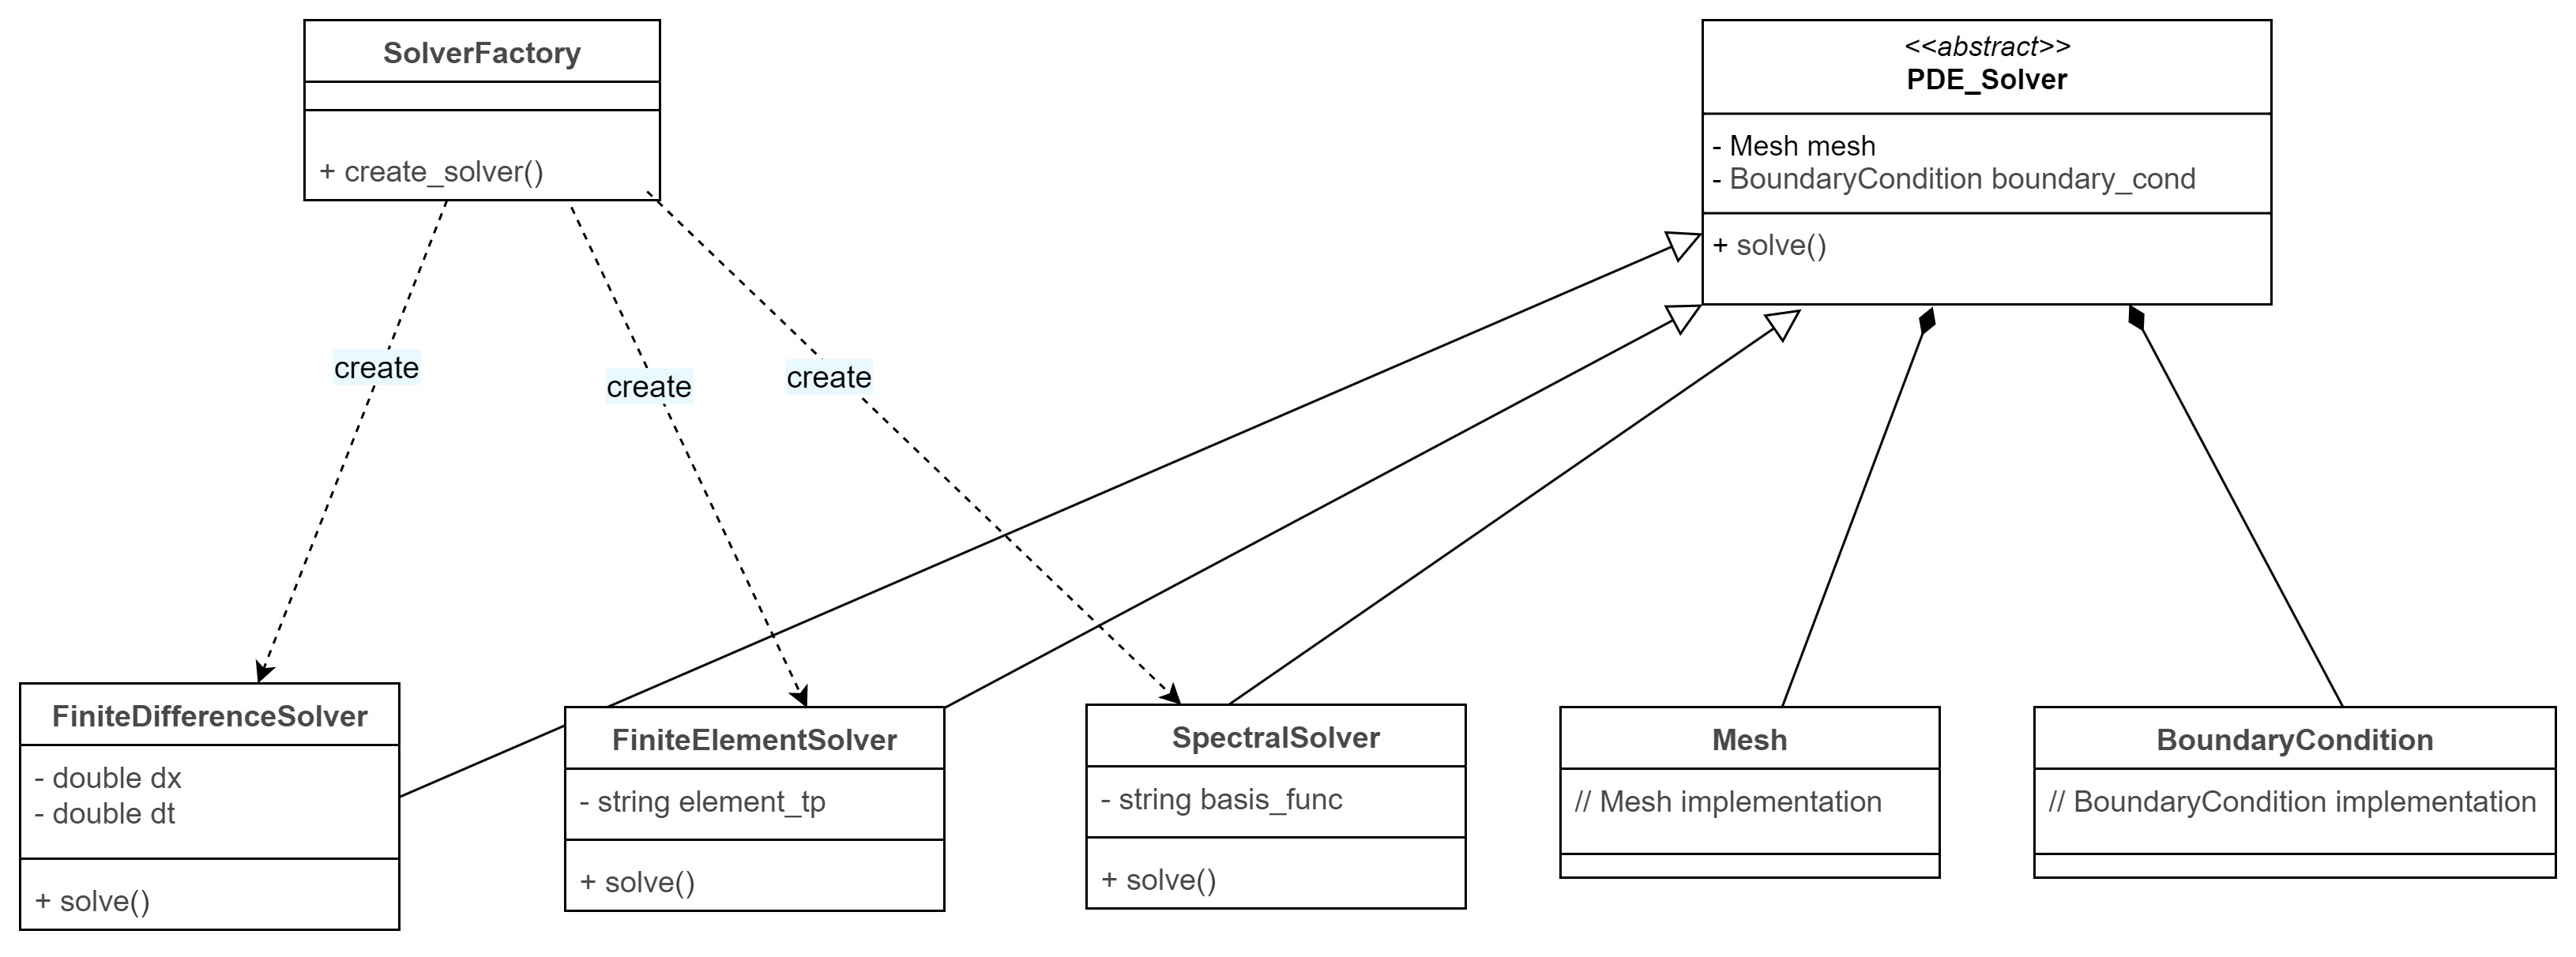 SolverFactory
+ create_solver()
<<abstract>>
PDE_Solver
- Mesh mesh
- BoundaryCondition boundary_cond
+ solve()
create
create
create
FiniteDifferenceSolver
- double dx
- double dt
+ solve()
FiniteElementSolver
- string element_tp
+ solve()
SpectralSolver
- string basis_func
+ solve()
Mesh
// Mesh implementation
BoundaryCondition
// BoundaryCondition implementation